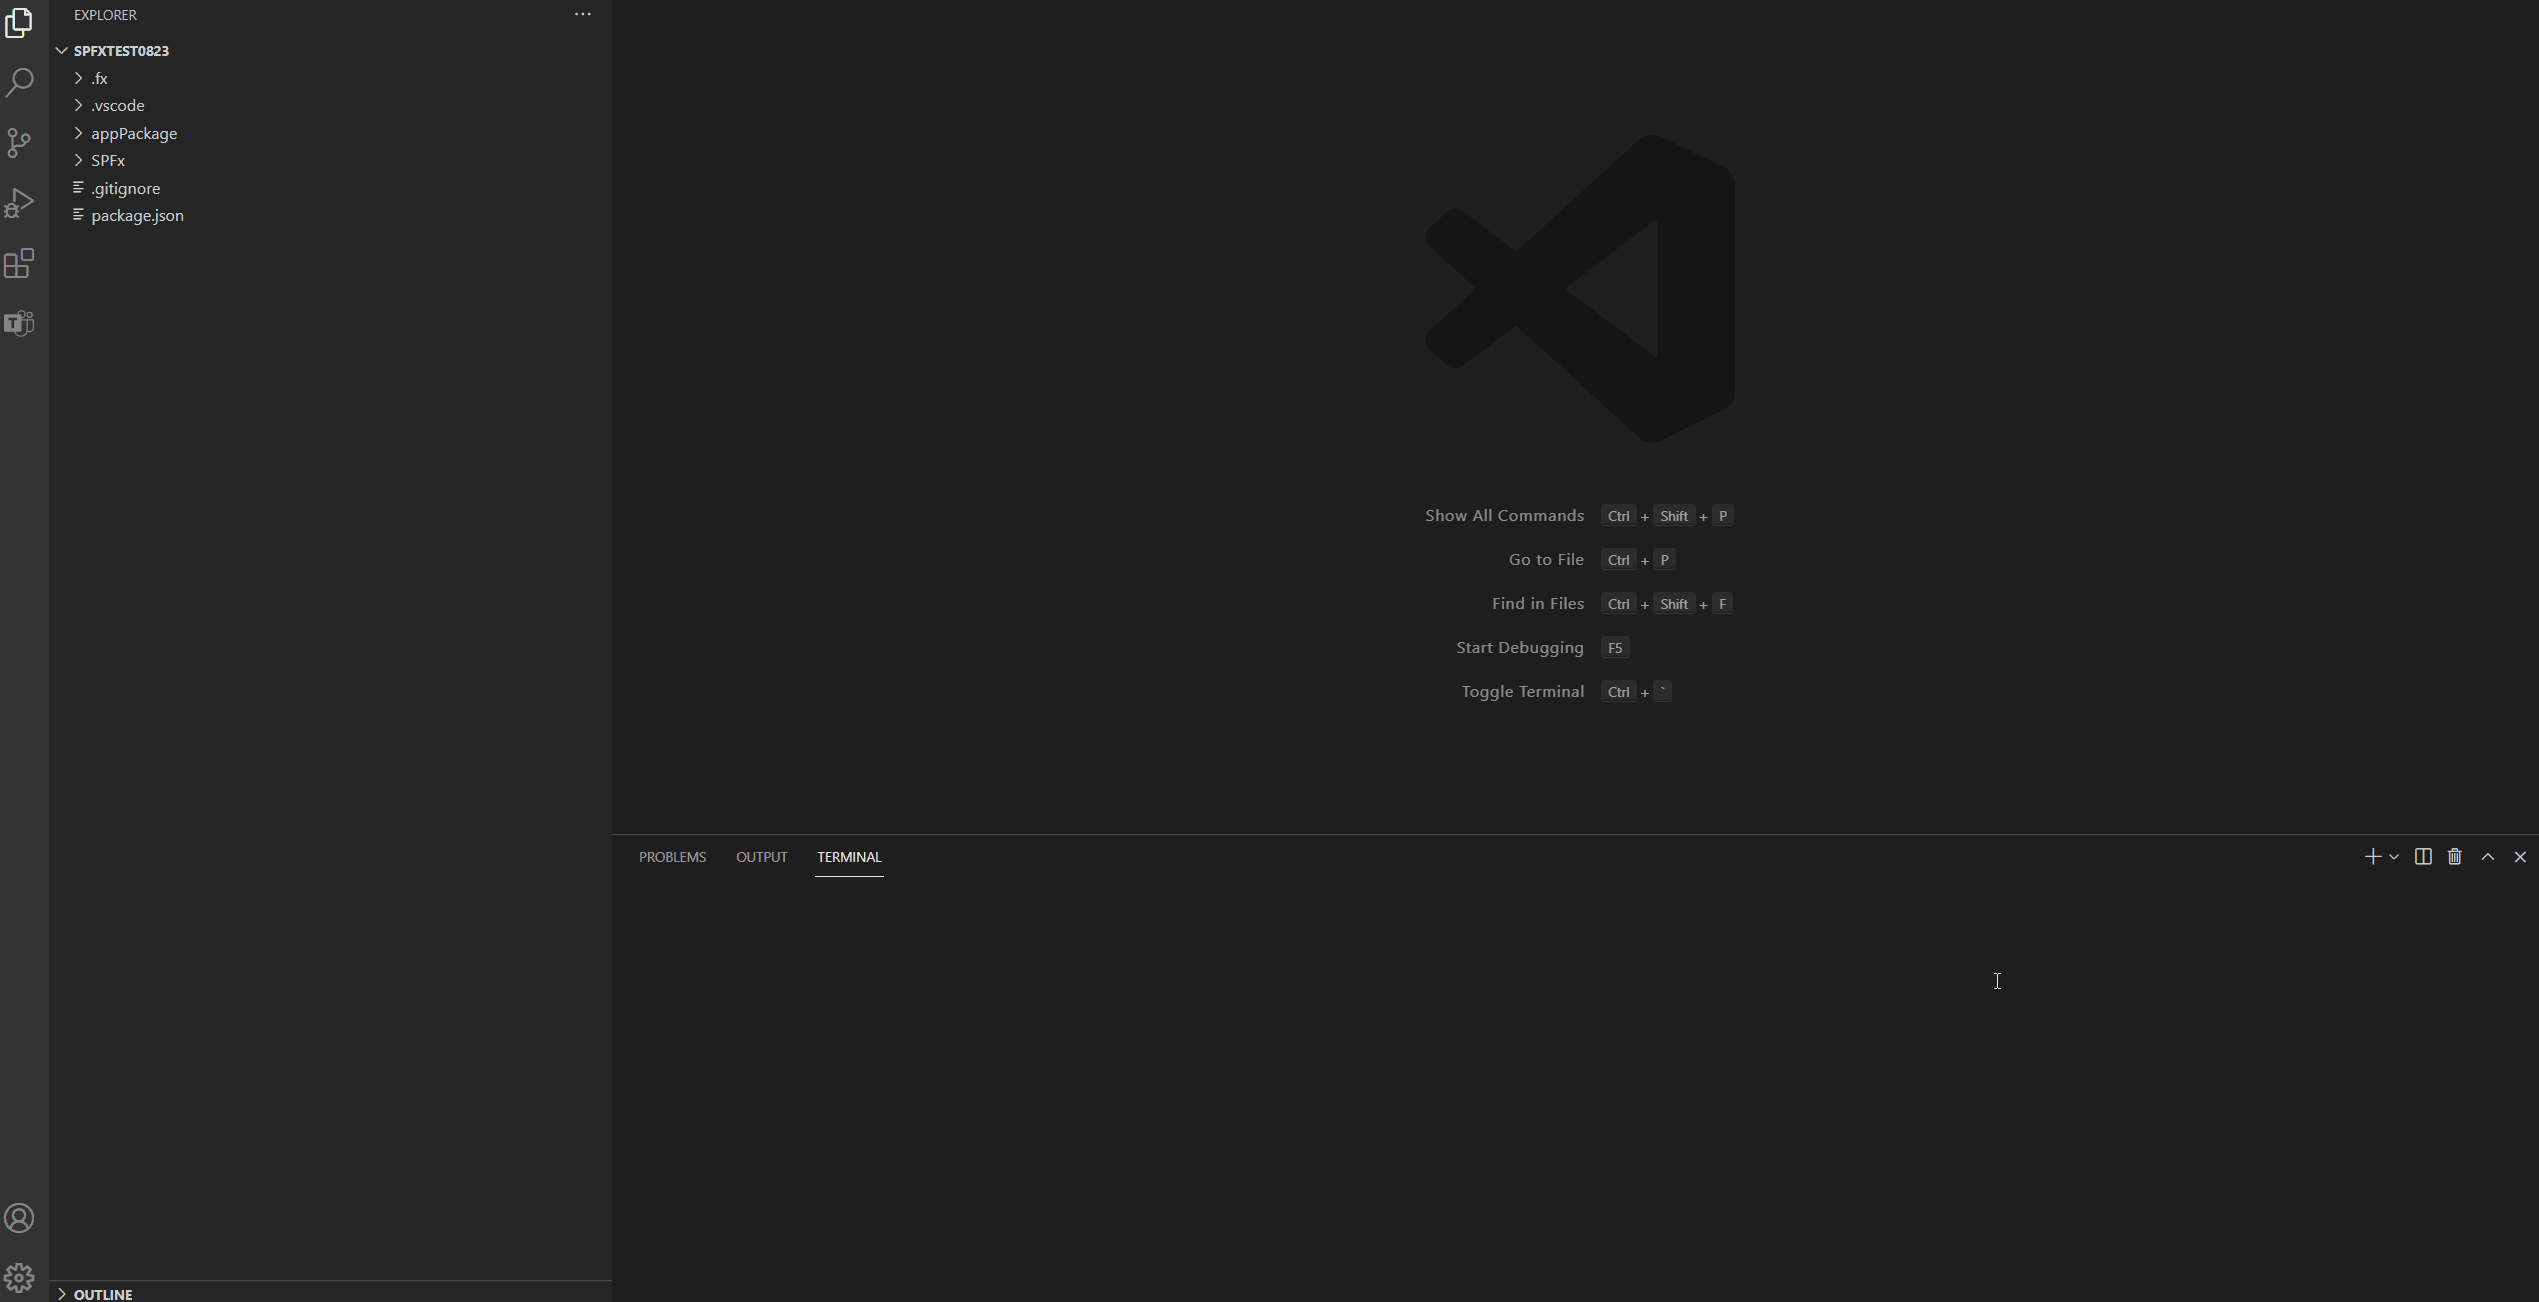 EXPLORER
SPFXTEST0823
.fx
.vscode
appPackage
SPFx
.gitignore
package.json
OUTLINE
Show All Commands Ctrl + Shift + P
Go to File Ctrl + P
Find in Files Ctrl + Shift + F
Start Debugging F5
Toggle Terminal Ctrl + `
PROBLEMS OUTPUT TERMINAL